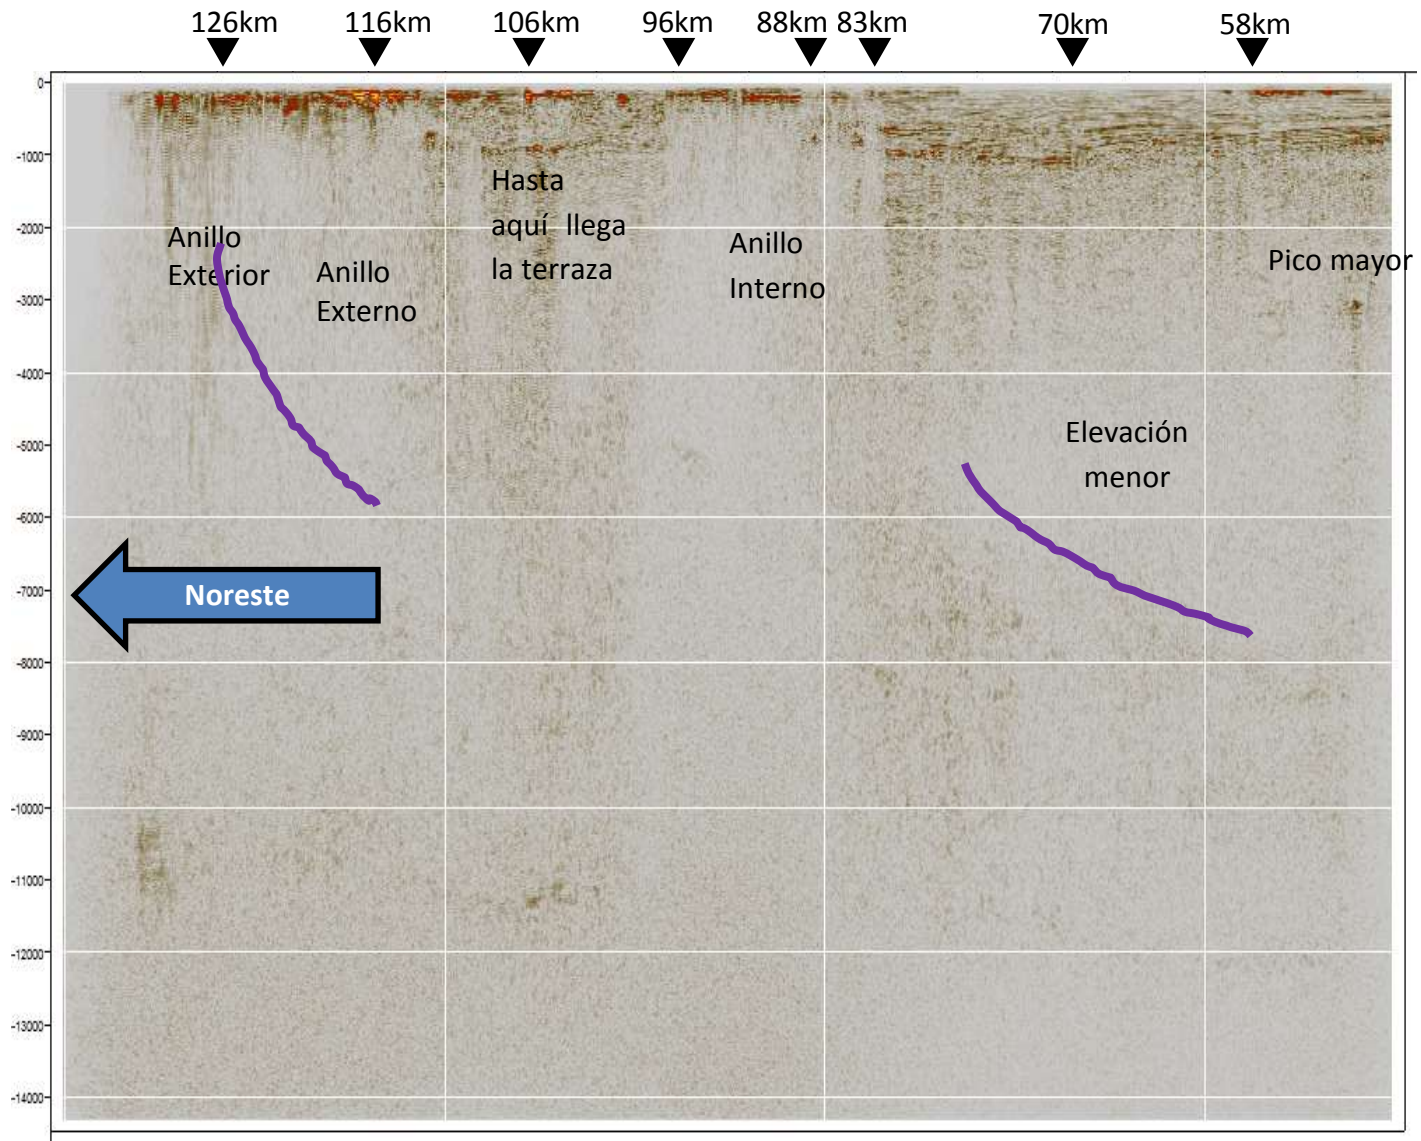 126km 116km 106km 96km 88km 83km 70km 58km
0
-1000
-2000
-3000
-4000
-5000
-6000
-7000
-8000
-9000
-10000
-11000
-12000
-13000
-14000
Anillo
Exterior
Anillo
Externo
Hasta
aquí llega
la terraza
Anillo
Interno
Pico mayor
Elevación
menor
Noreste